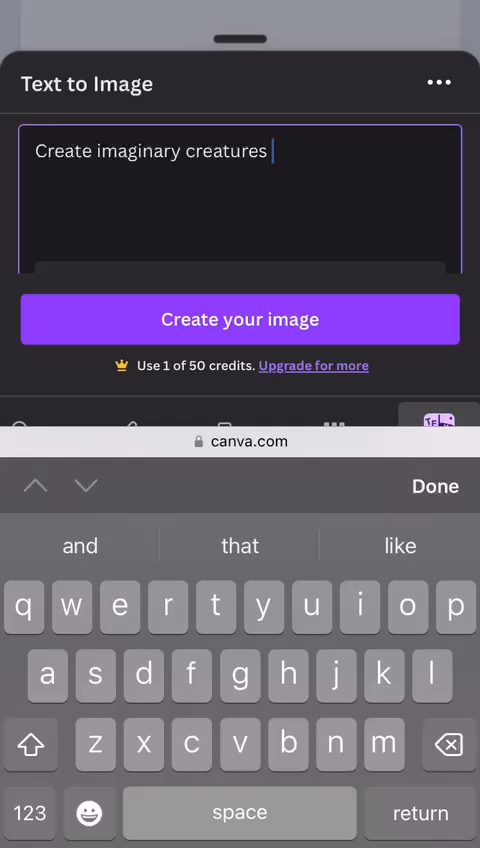 Text to Image
Create imaginary creatures
Create your image
Use 1 of 50 credits. Upgrade for more
canva.com
Done
and that like
q w e r t y u i o p
a s d f g h j k l
z x c v b n m
123 space return